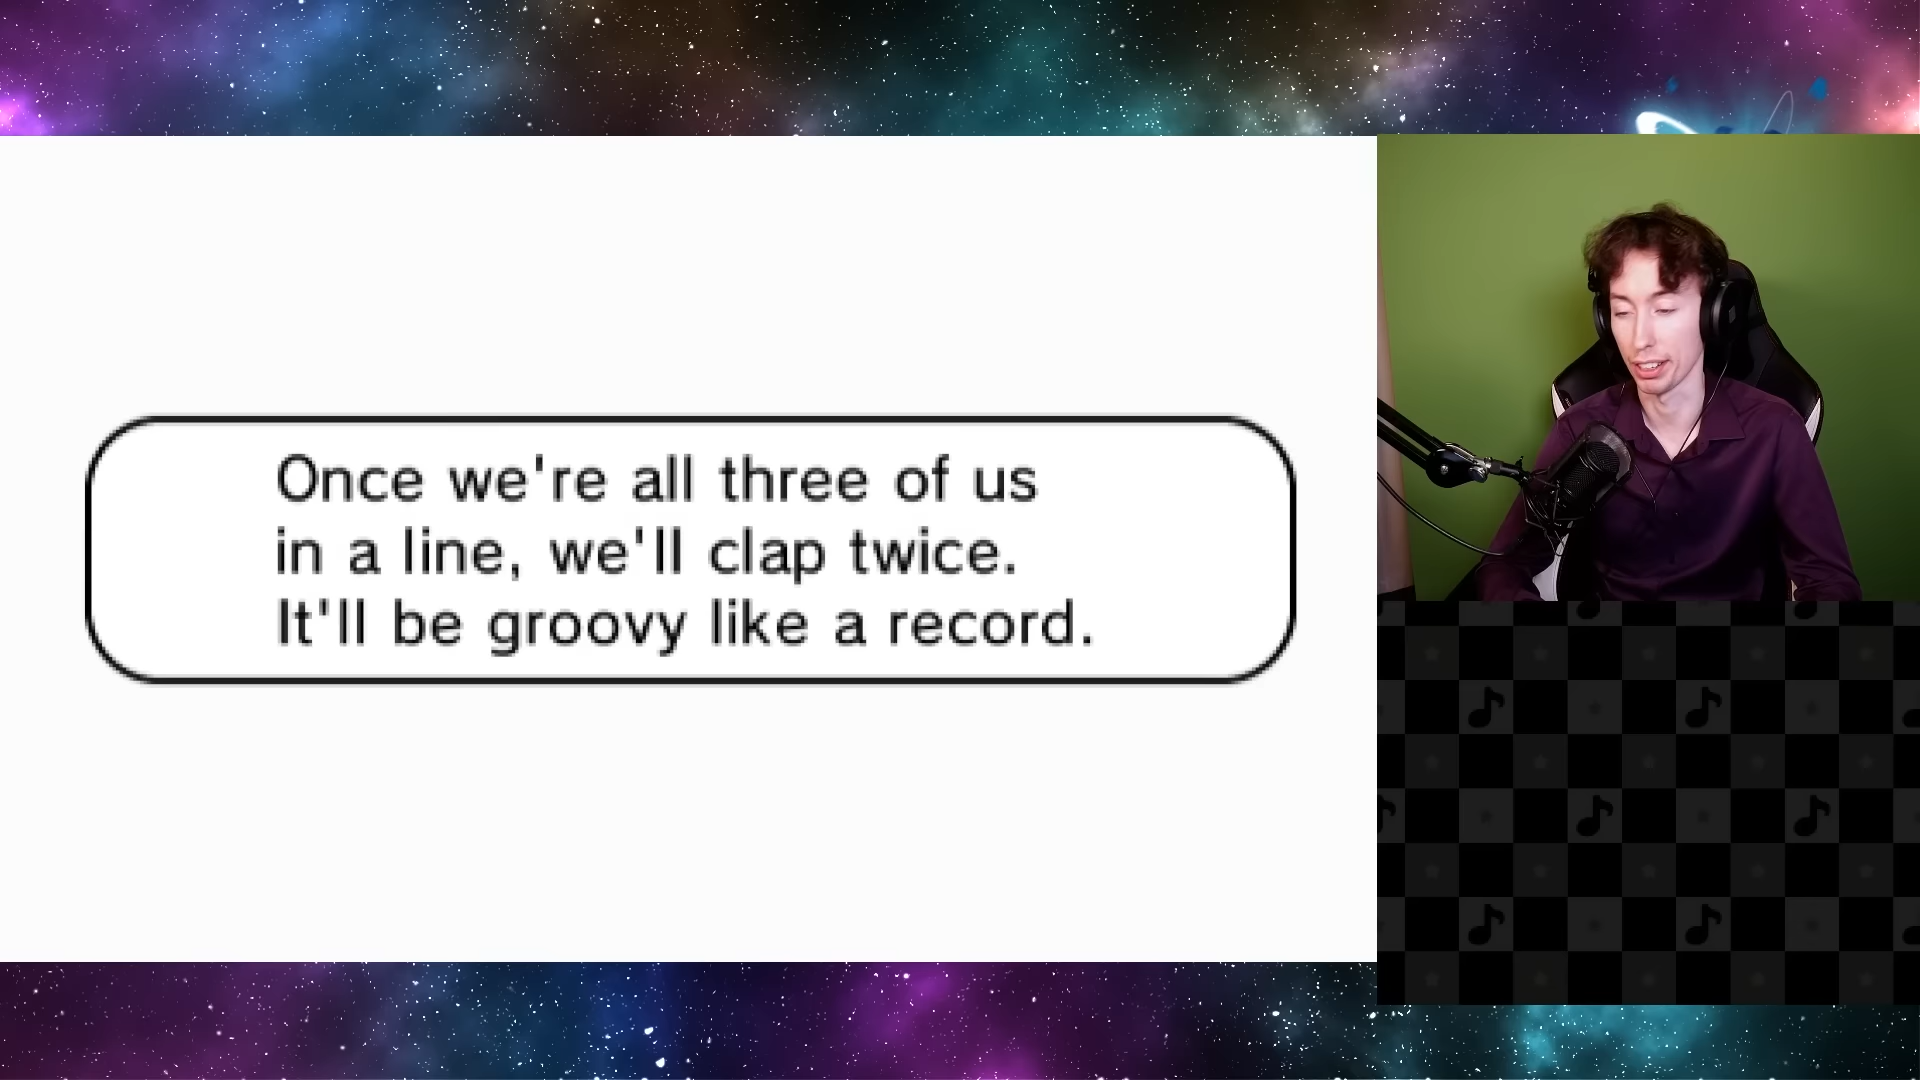 Once we're all three of us
in a line, we'll clap twice.
It'll be groovy like a record.